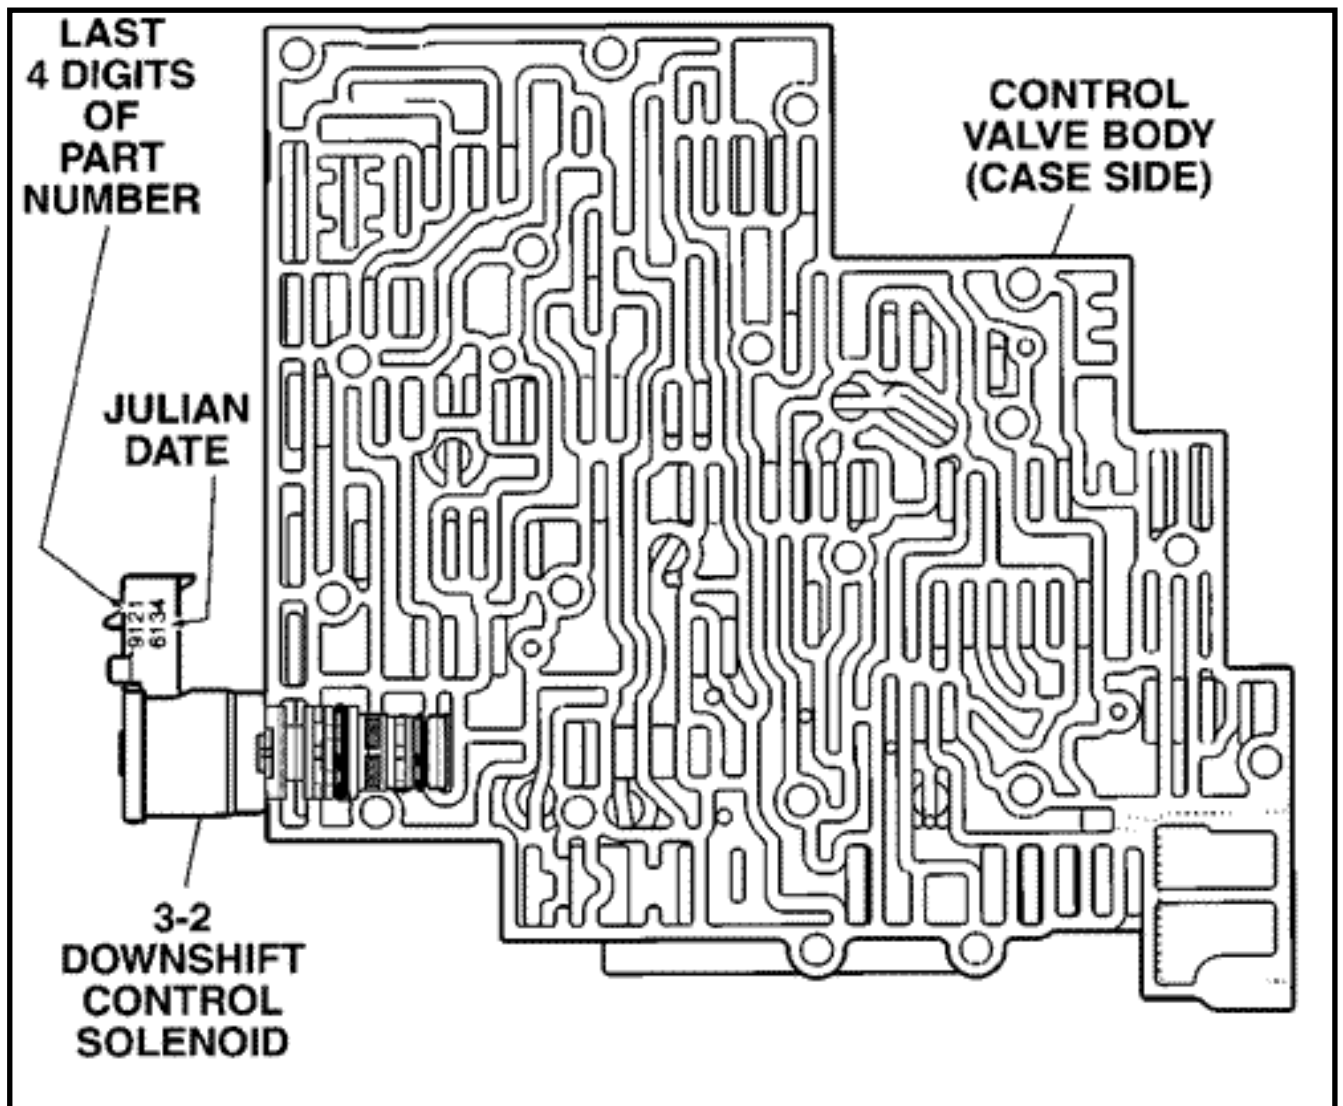 LAST
4 DIGITS
OF
PART
NUMBER
CONTROL
VALVE BODY
(CASE SIDE)
JULIAN
DATE
9121
6134
3-2
DOWNSHIFT
CONTROL
SOLENOID